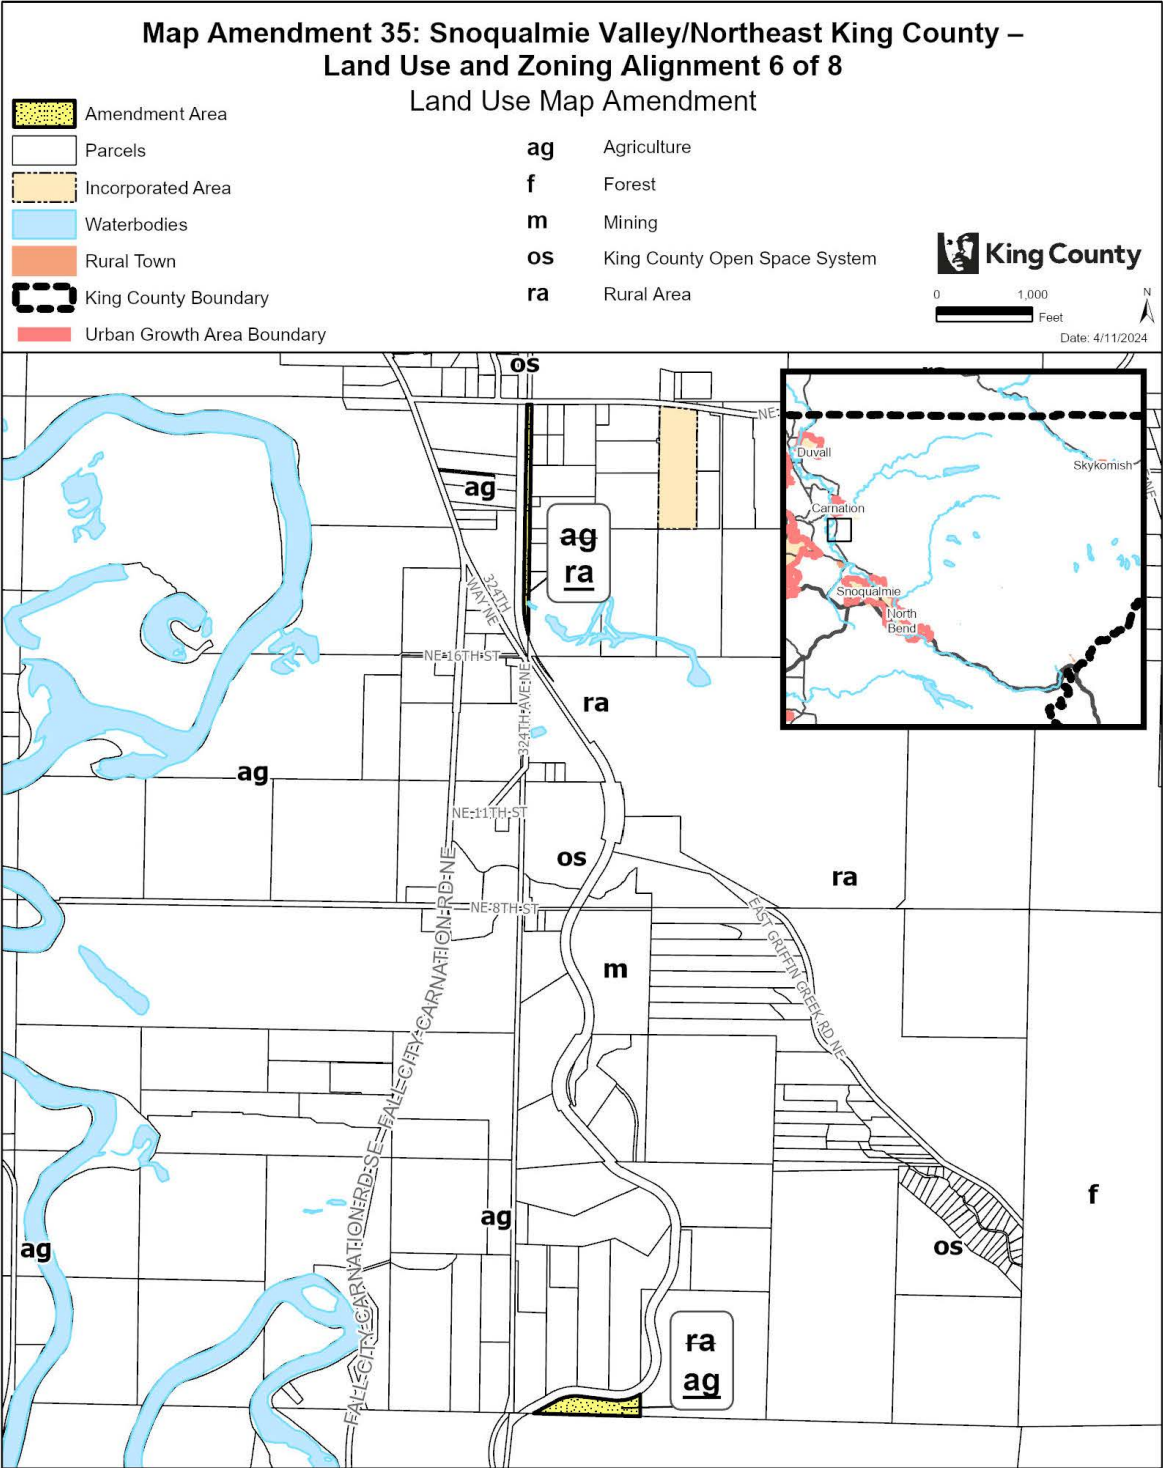 Map Amendment 35: Snoqualmie Valley/Northeast King County –
Land Use and Zoning Alignment 6 of 8
Land Use Map Amendment
Amendment Area
Parcels
Incorporated Area
Waterbodies
Rural Town
King County Boundary
Urban Growth Area Boundary
ag Agriculture
f Forest
m Mining
os King County Open Space System
ra Rural Area
King County
0 1,000
Feet
N
Date: 4/11/2024
os
NE
Duvall
Skykomish
Carnation
Snoqualmie
North
Bend
NE
ag
ag
ra
324TH
WAY NE
NE 16TH ST
324TH AVE NE
ra
ag
NE 11TH ST
os
ra
NE 8TH ST
EAST GRIFFIN CREEK RD NE
m
FALL CITY-CARNATION RD NE
FALL CITY-CARNATION RD SE
f
ag
os
ag
ra
ag